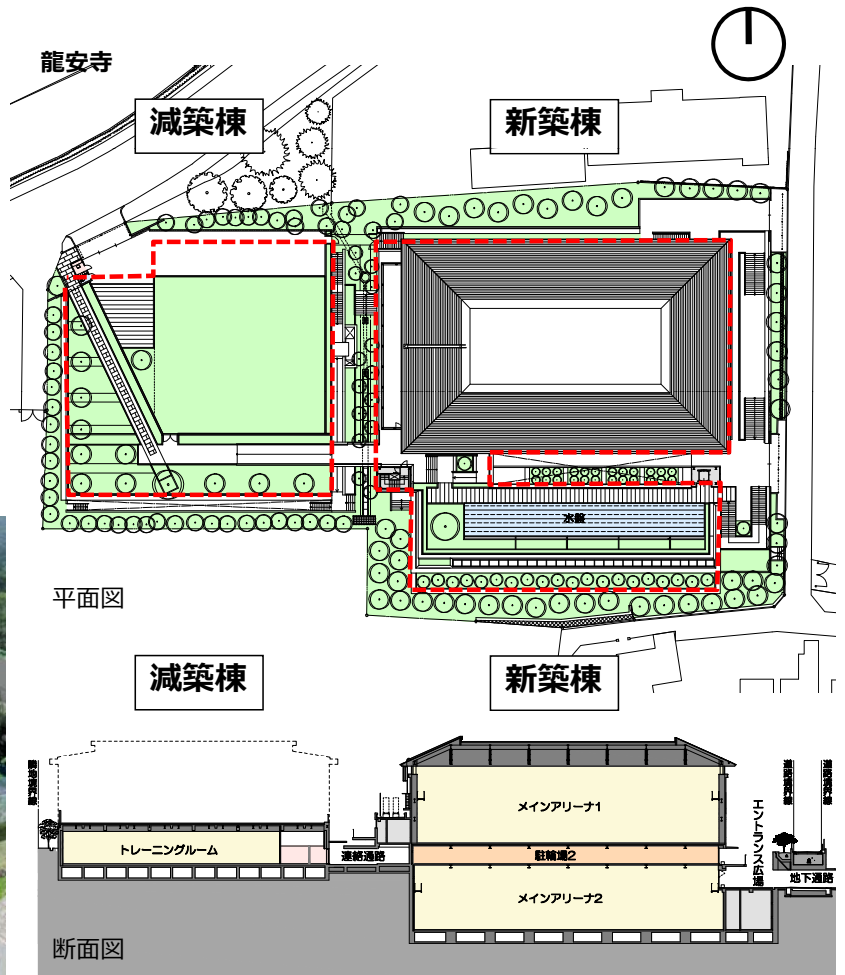 龍安寺
減築棟
新築棟
水盤
平面図
減築棟
新築棟
メインアリーナ1
エントランス広場
トレーニングルーム
連絡通路
駐輪場2
地下通路
メインアリーナ2
断面図